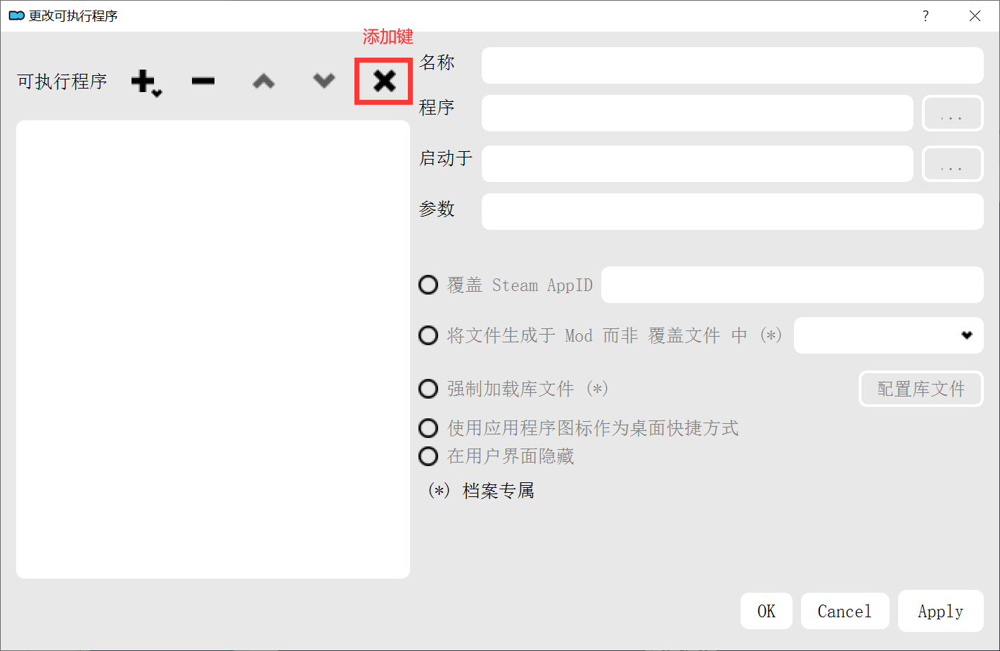 更改可执行程序
?
添加键
可执行程序
名称
程序
...
启动于
...
参数
覆盖 Steam AppID
将文件生成于 Mod 而非 覆盖文件 中 (*)
强制加载库文件 (*)
配置库文件
使用应用程序图标作为桌面快捷方式
在用户界面隐藏
(*) 档案专属
OK
Cancel
Apply